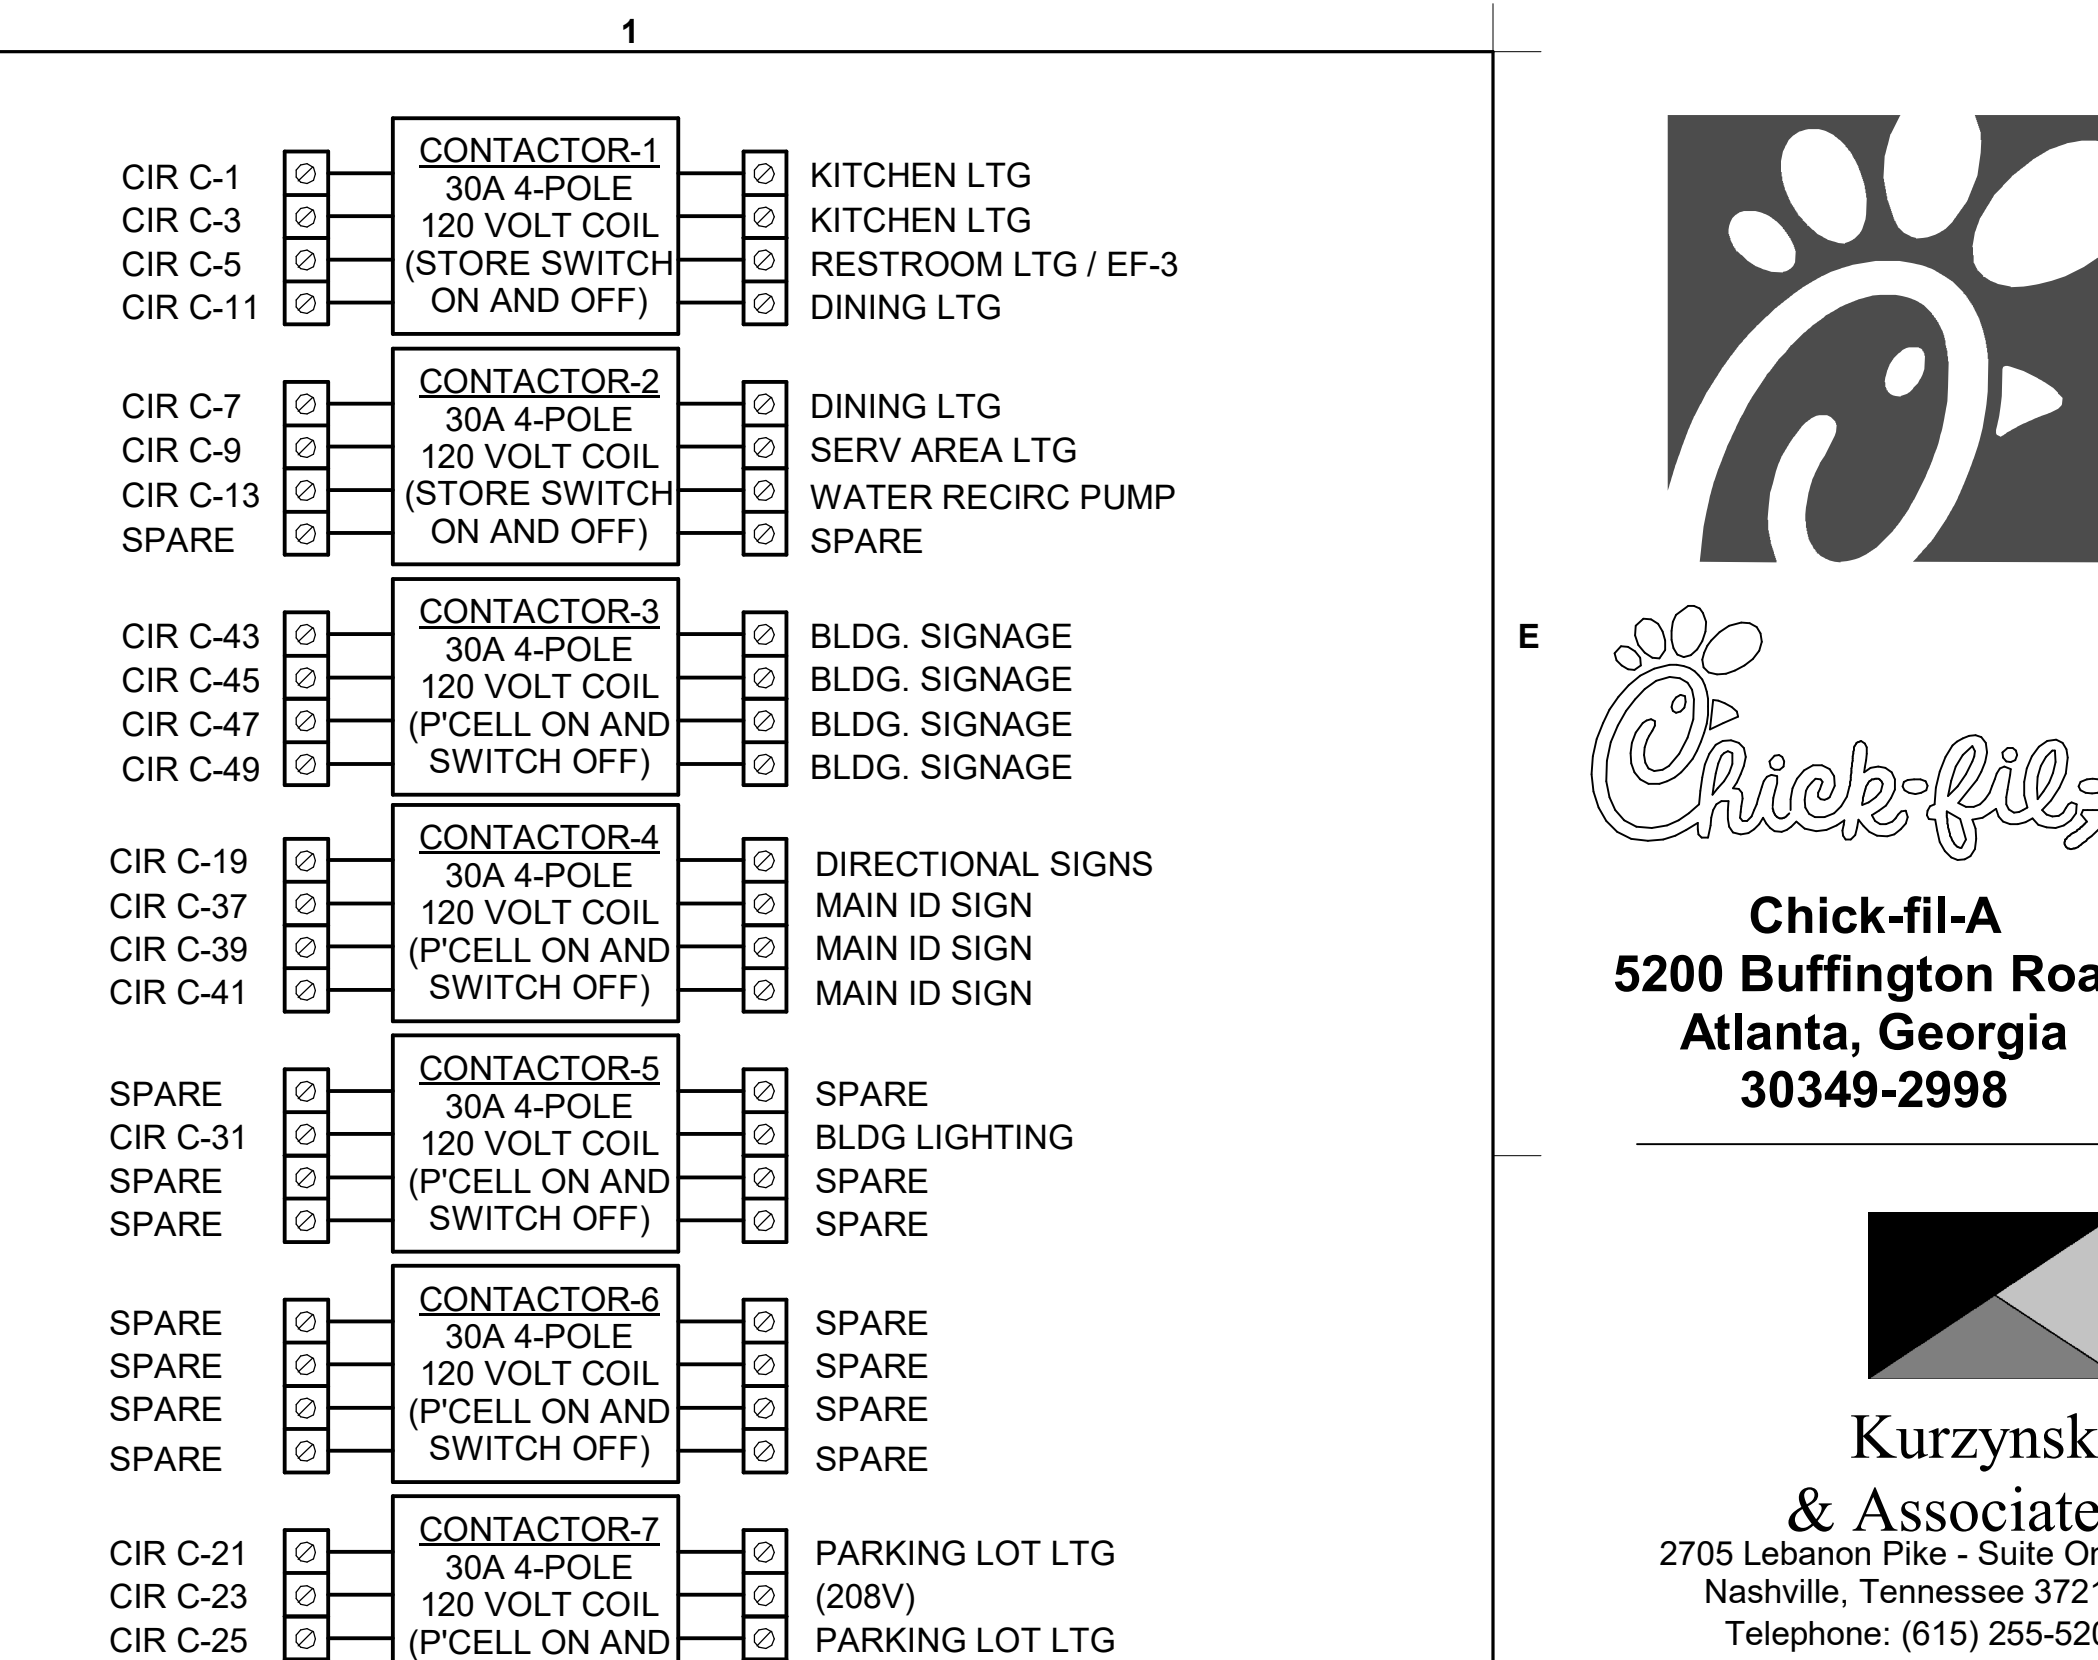 1
CONTACTOR-1
30A 4-POLE
120 VOLT COIL
(STORE SWITCH
ON AND OFF)
CIR C-1
CIR C-3
CIR C-5
CIR C-11
KITCHEN LTG
KITCHEN LTG
RESTROOM LTG / EF-3
DINING LTG
CONTACTOR-2
30A 4-POLE
120 VOLT COIL
(STORE SWITCH
ON AND OFF)
CIR C-7
CIR C-9
CIR C-13
SPARE
DINING LTG
SERV AREA LTG
WATER RECIRC PUMP
SPARE
CONTACTOR-3
30A 4-POLE
120 VOLT COIL
(P'CELL ON AND
SWITCH OFF)
CIR C-43
CIR C-45
CIR C-47
CIR C-49
BLDG. SIGNAGE
BLDG. SIGNAGE
BLDG. SIGNAGE
BLDG. SIGNAGE
CONTACTOR-4
30A 4-POLE
120 VOLT COIL
(P'CELL ON AND
SWITCH OFF)
CIR C-19
CIR C-37
CIR C-39
CIR C-41
DIRECTIONAL SIGNS
MAIN ID SIGN
MAIN ID SIGN
MAIN ID SIGN
CONTACTOR-5
30A 4-POLE
120 VOLT COIL
(P'CELL ON AND
SWITCH OFF)
SPARE
CIR C-31
SPARE
SPARE
SPARE
BLDG LIGHTING
SPARE
SPARE
CONTACTOR-6
30A 4-POLE
120 VOLT COIL
(P'CELL ON AND
SWITCH OFF)
SPARE
SPARE
SPARE
SPARE
SPARE
SPARE
SPARE
SPARE
CONTACTOR-7
30A 4-POLE
120 VOLT COIL
(P'CELL ON AND
CIR C-21
CIR C-23
CIR C-25
PARKING LOT LTG
(208V)
PARKING LOT LTG
E
Chick-fil-
Chick-fil-A
5200 Buffington Roa
Atlanta, Georgia
30349-2998
Kurzynsk
& Associate
2705 Lebanon Pike - Suite On
Nashville, Tennessee 3721
Telephone: (615) 255-520